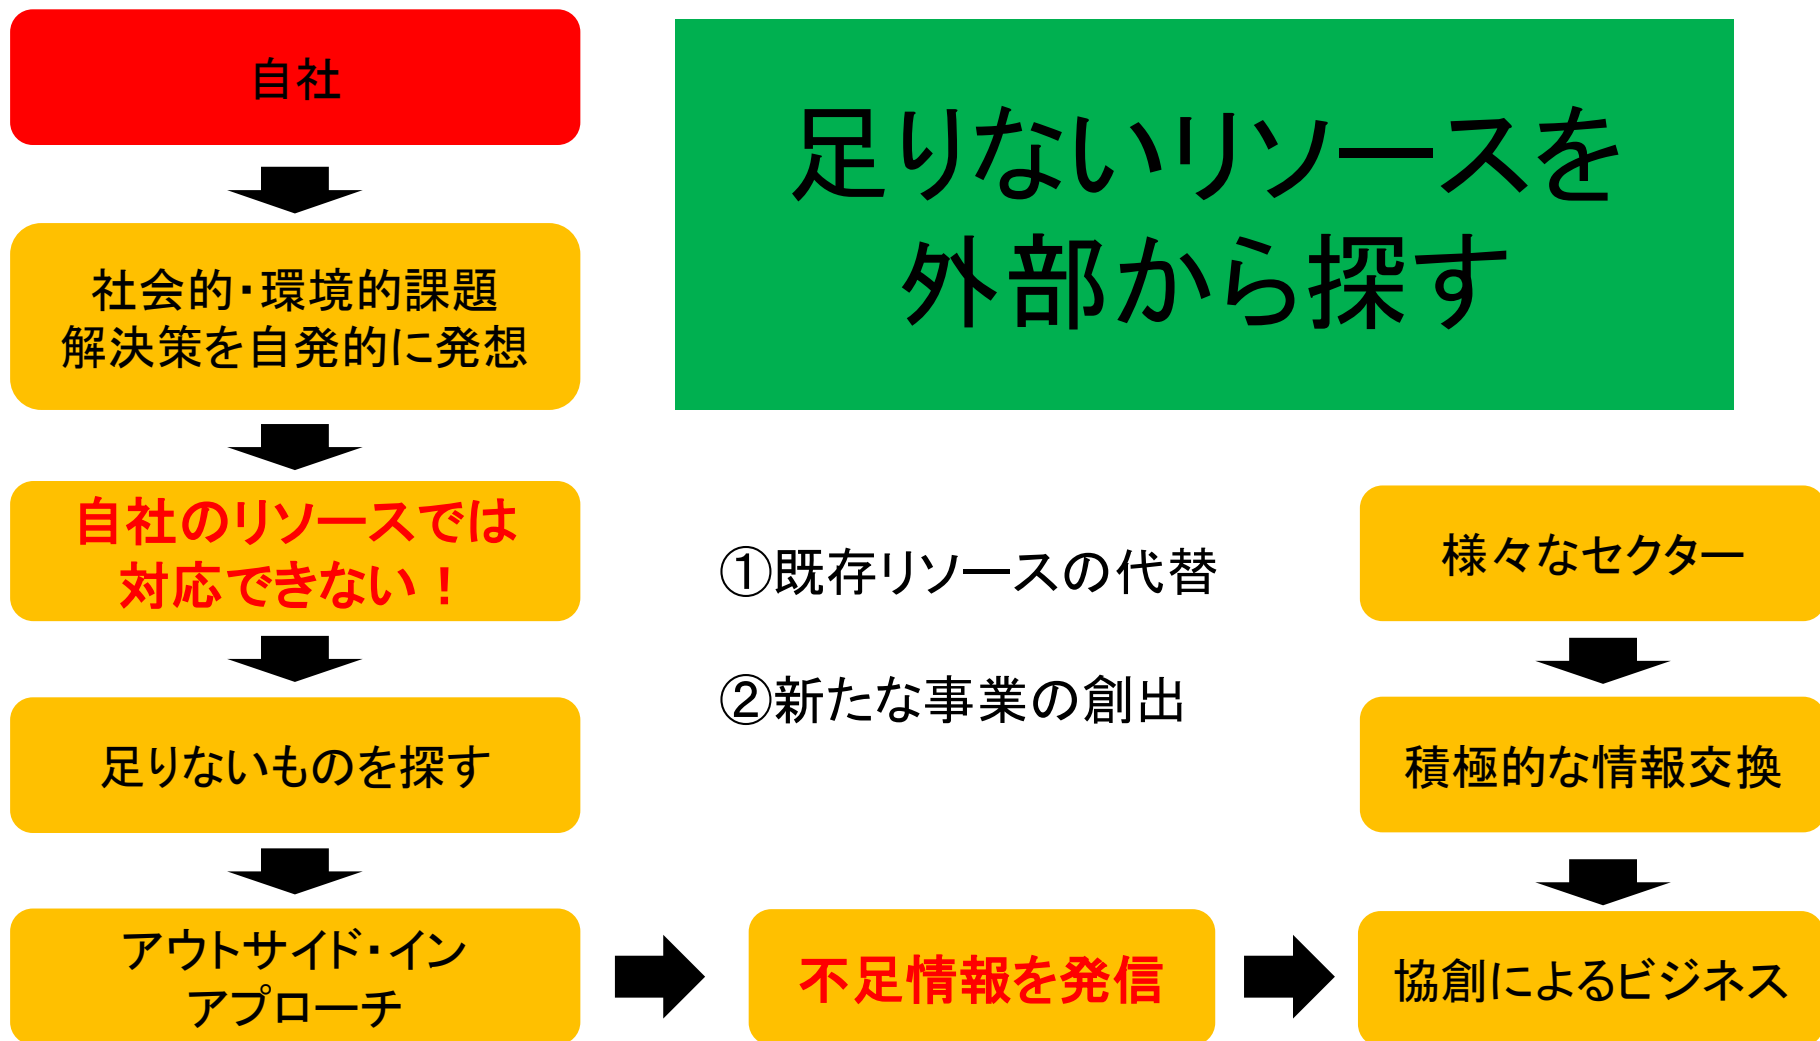 自社
足りないリソースを
外部から探す
社会的・環境的課題
解決策を自発的に発想
自社のリソースでは
対応できない！
①既存リソースの代替
②新たな事業の創出
様々なセクター
足りないものを探す
積極的な情報交換
アウトサイド・イン
アプローチ
不足情報を発信
協創によるビジネス